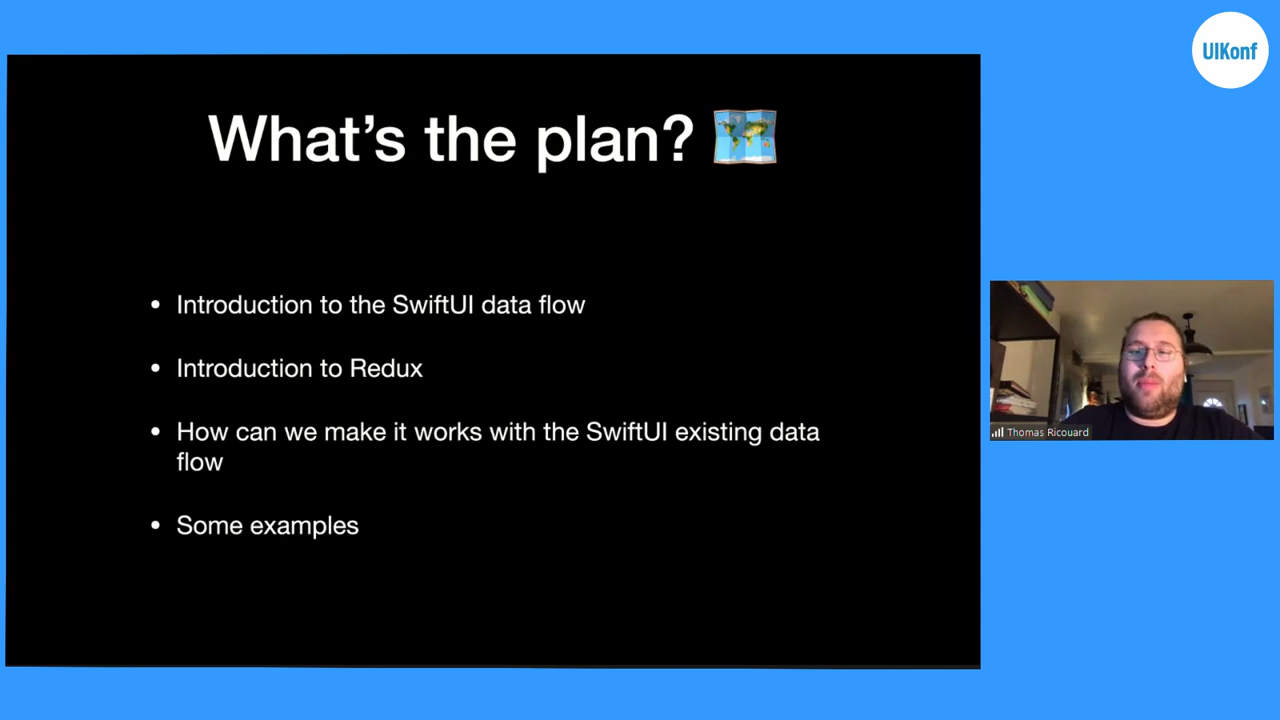 UIKonf
What's the plan? 🗺️
• Introduction to the SwiftUI data flow
• Introduction to Redux
• How can we make it works with the SwiftUI existing data
flow
• Some examples
Thomas Ricouard